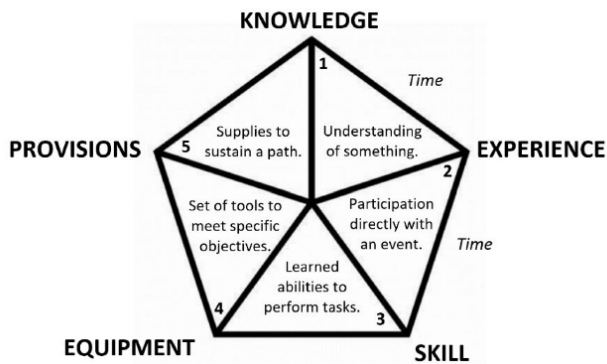 KNOWLEDGE
1
Time
PROVISIONS
5
Supplies to
sustain a path.
Understanding
of something.
EXPERIENCE
2
Set of tools to
meet specific
objectives.
Participation
directly with
an event.
Time
Learned
abilities to
perform tasks.
4
3
EQUIPMENT
SKILL